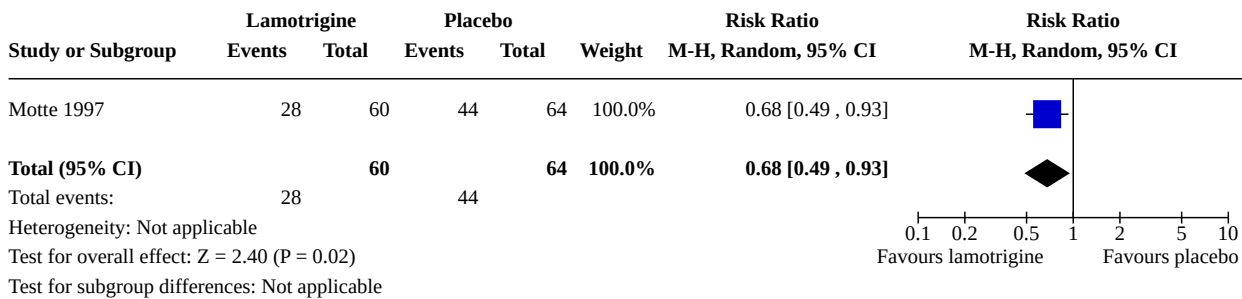 Lamotrigine Placebo Risk Ratio Risk Ratio
Study or Subgroup Events Total Events Total Weight M-H, Random, 95% CI M-H, Random, 95% CI
Motte 1997 28 60 44 64 100.0% 0.68 [0.49 , 0.93]
Total (95% CI) 60 64 100.0% 0.68 [0.49 , 0.93]
Total events: 28 44
Heterogeneity: Not applicable
0.1 0.2 0.5 1 2 5 10
Test for overall effect: Z = 2.40 (P = 0.02) Favours lamotrigine Favours placebo
Test for subgroup differences: Not applicable